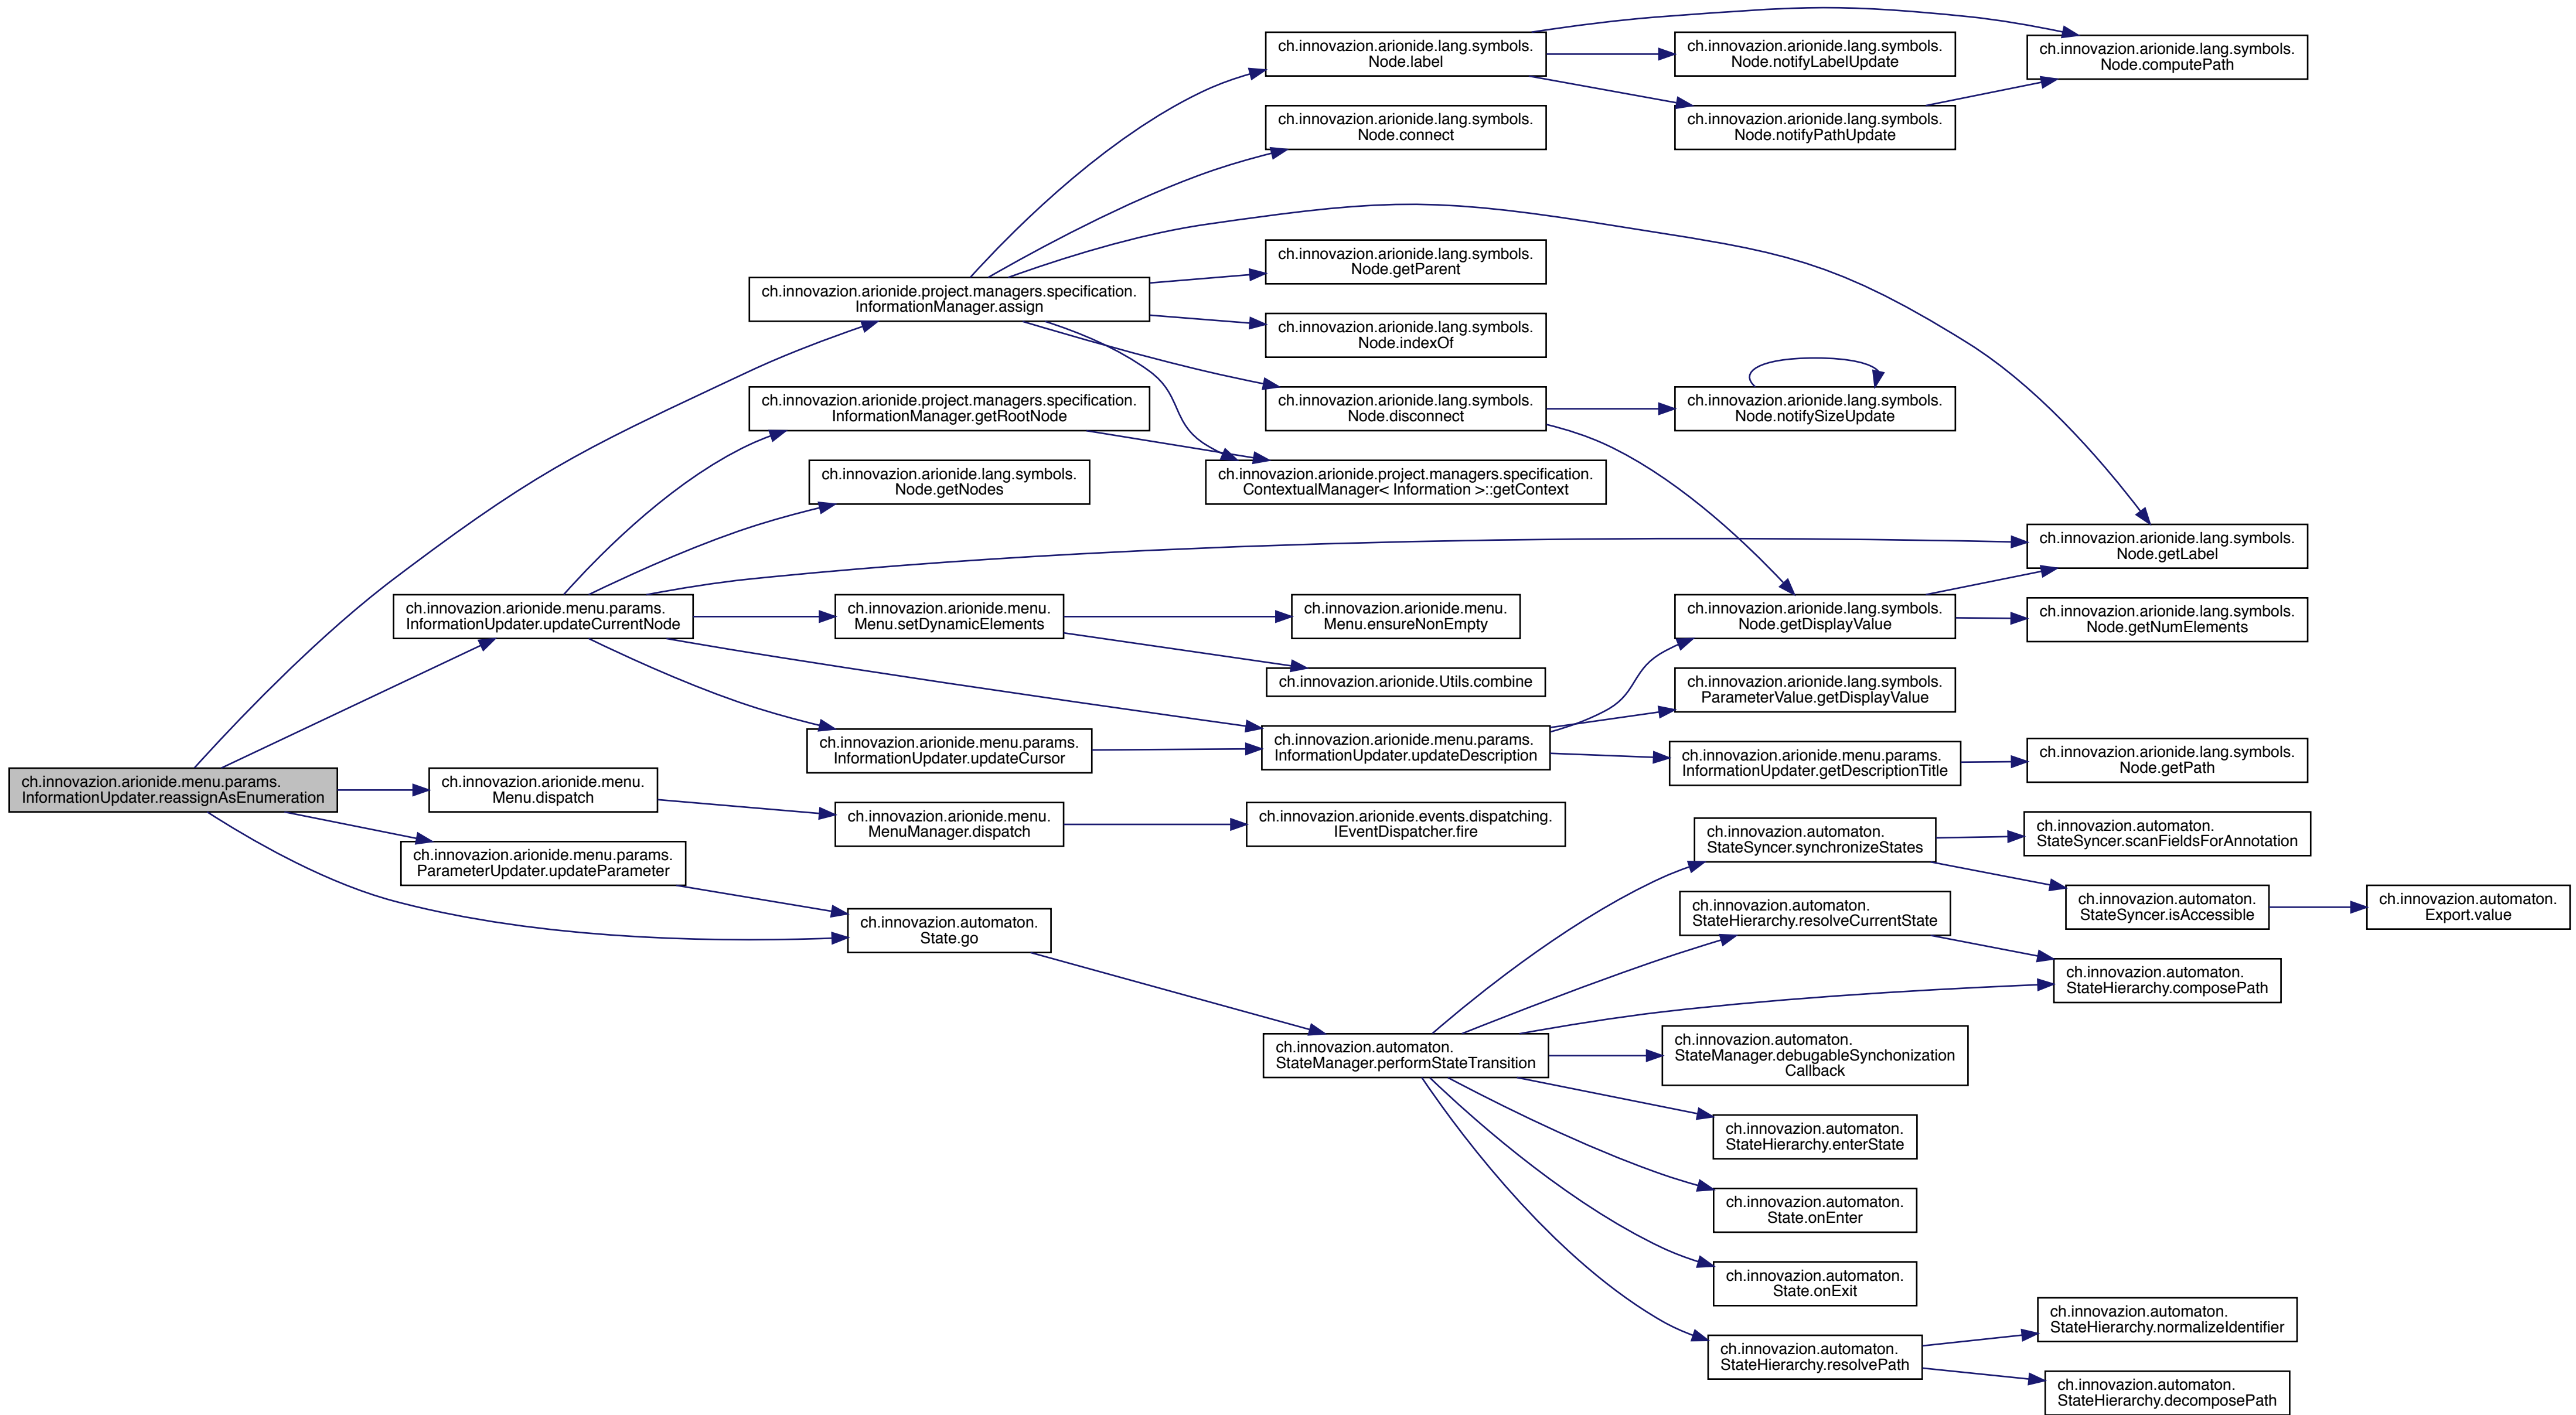 ch.innovazion.arionide.menu.params.
InformationUpdater.reassignAsEnumeration
ch.innovazion.arionide.project.managers.specification.
InformationManager.assign
ch.innovazion.arionide.menu.params.
InformationUpdater.updateCurrentNode
ch.innovazion.arionide.menu.
Menu.dispatch
ch.innovazion.arionide.menu.params.
ParameterUpdater.updateParameter
ch.innovazion.arionide.project.managers.specification.
InformationManager.getRootNode
ch.innovazion.arionide.lang.symbols.
Node.getNodes
ch.innovazion.arionide.menu.
Menu.setDynamicElements
ch.innovazion.arionide.menu.params.
InformationUpdater.updateCursor
ch.innovazion.arionide.menu.
MenuManager.dispatch
ch.innovazion.automaton.
State.go
ch.innovazion.arionide.lang.symbols.
Node.label
ch.innovazion.arionide.lang.symbols.
Node.connect
ch.innovazion.arionide.lang.symbols.
Node.getParent
ch.innovazion.arionide.lang.symbols.
Node.indexOf
ch.innovazion.arionide.lang.symbols.
Node.disconnect
ch.innovazion.arionide.project.managers.specification.
ContextualManager< Information >::getContext
ch.innovazion.arionide.menu.
Menu.ensureNonEmpty
ch.innovazion.arionide.Utils.combine
ch.innovazion.arionide.menu.params.
InformationUpdater.updateDescription
ch.innovazion.arionide.events.dispatching.
IEventDispatcher.fire
ch.innovazion.automaton.
StateManager.performStateTransition
ch.innovazion.arionide.lang.symbols.
Node.notifyLabelUpdate
ch.innovazion.arionide.lang.symbols.
Node.notifyPathUpdate
ch.innovazion.arionide.lang.symbols.
Node.notifySizeUpdate
ch.innovazion.arionide.lang.symbols.
Node.getDisplayValue
ch.innovazion.arionide.lang.symbols.
ParameterValue.getDisplayValue
ch.innovazion.arionide.menu.params.
InformationUpdater.getDescriptionTitle
ch.innovazion.automaton.
StateSyncer.synchronizeStates
ch.innovazion.automaton.
StateHierarchy.resolveCurrentState
ch.innovazion.automaton.
StateManager.debugableSynchonization
Callback
ch.innovazion.automaton.
StateHierarchy.enterState
ch.innovazion.automaton.
State.onEnter
ch.innovazion.automaton.
State.onExit
ch.innovazion.automaton.
StateHierarchy.resolvePath
ch.innovazion.arionide.lang.symbols.
Node.computePath
ch.innovazion.arionide.lang.symbols.
Node.getLabel
ch.innovazion.arionide.lang.symbols.
Node.getNumElements
ch.innovazion.arionide.lang.symbols.
Node.getPath
ch.innovazion.automaton.
StateSyncer.scanFieldsForAnnotation
ch.innovazion.automaton.
StateSyncer.isAccessible
ch.innovazion.automaton.
StateHierarchy.composePath
ch.innovazion.automaton.
StateHierarchy.normalizeIdentifier
ch.innovazion.automaton.
StateHierarchy.decomposePath
ch.innovazion.automaton.
Export.value